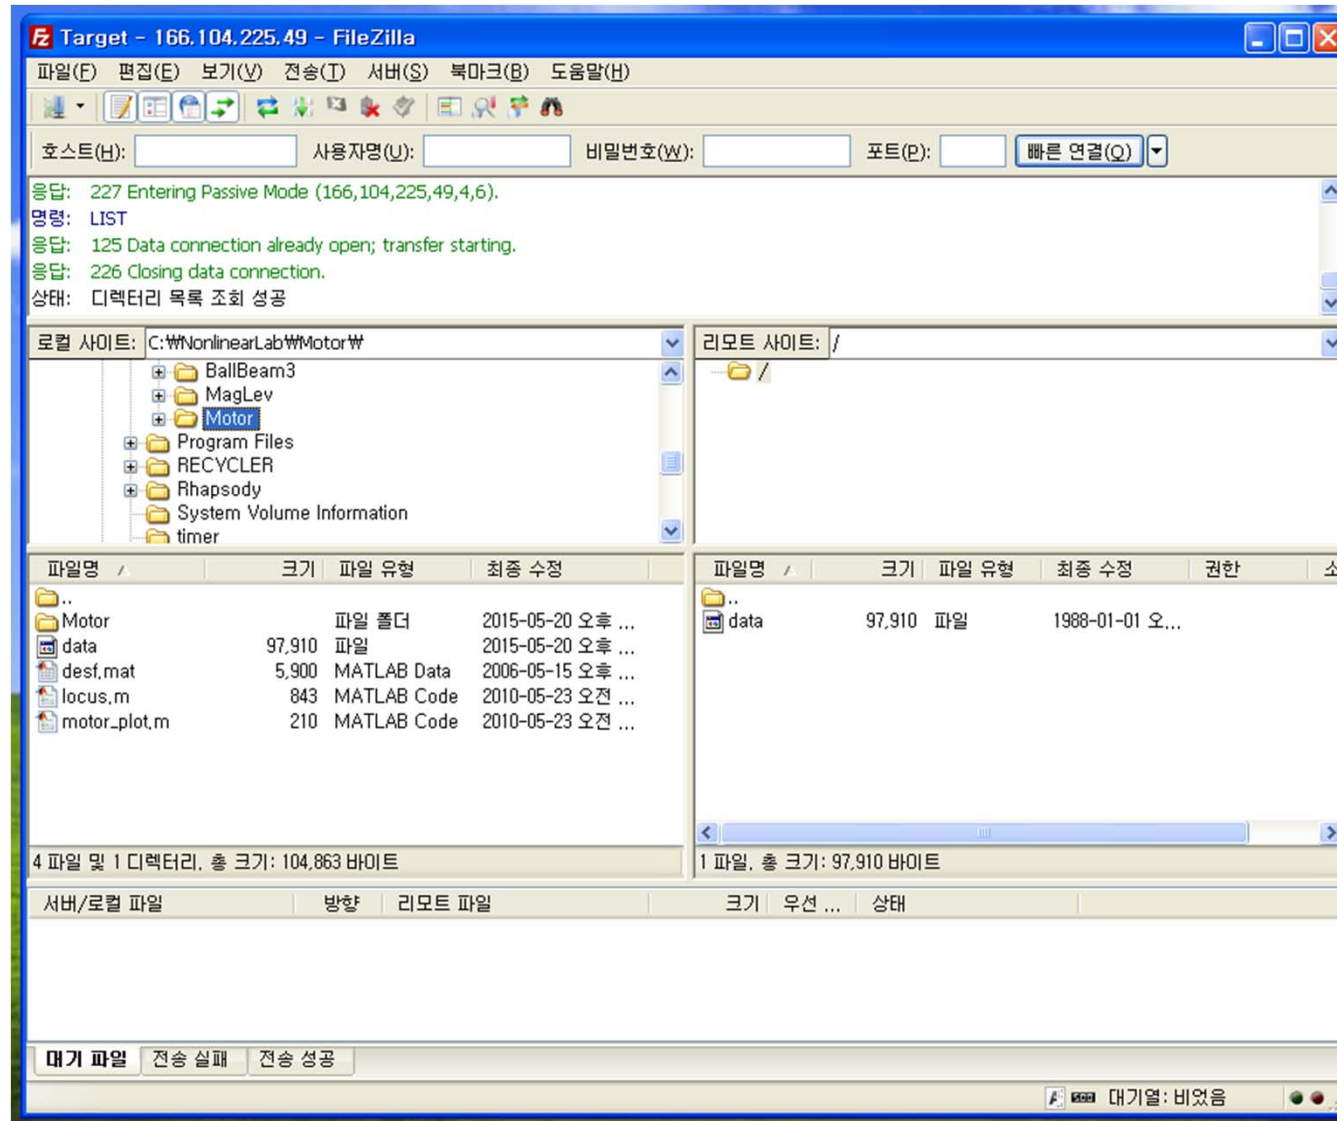 Target - 166.104.225.49 - FileZilla
파일(F) 편집(E) 보기(V) 전송(T) 서버(S) 북마크(B) 도움말(H)
호스트(H): 사용자명(U): 비밀번호(W): 포트(P): 빠른 연결(Q)
응답: 227 Entering Passive Mode (166,104,225,49,4,6).
명령: LIST
응답: 125 Data connection already open; transfer starting.
응답: 226 Closing data connection.
상태: 디렉터리 목록 조회 성공
로컬 사이트: C:₩NonlinearLab₩Motor₩
BallBeam3
MagLev
Motor
Program Files
RECYCLER
Rhapsody
System Volume Information
timer
리모트 사이트: /
/
파일명 크기 파일 유형 최종 수정
..
Motor 파일 폴더 2015-05-20 오후 ...
data 97,910 파일 2015-05-20 오후 ...
desf.mat 5,900 MATLAB Data 2006-05-15 오후 ...
locus.m 843 MATLAB Code 2010-05-23 오전 ...
motor_plot.m 210 MATLAB Code 2010-05-23 오전 ...
4 파일 및 1 디렉터리. 총 크기: 104,863 바이트
파일명 크기 파일 유형 최종 수정 권한 소
..
data 97,910 파일 1988-01-01 오...
1 파일. 총 크기: 97,910 바이트
서버/로컬 파일 방향 리모트 파일 크기 우선 ... 상태
대기 파일 전송 실패 전송 성공
대기열: 비었음